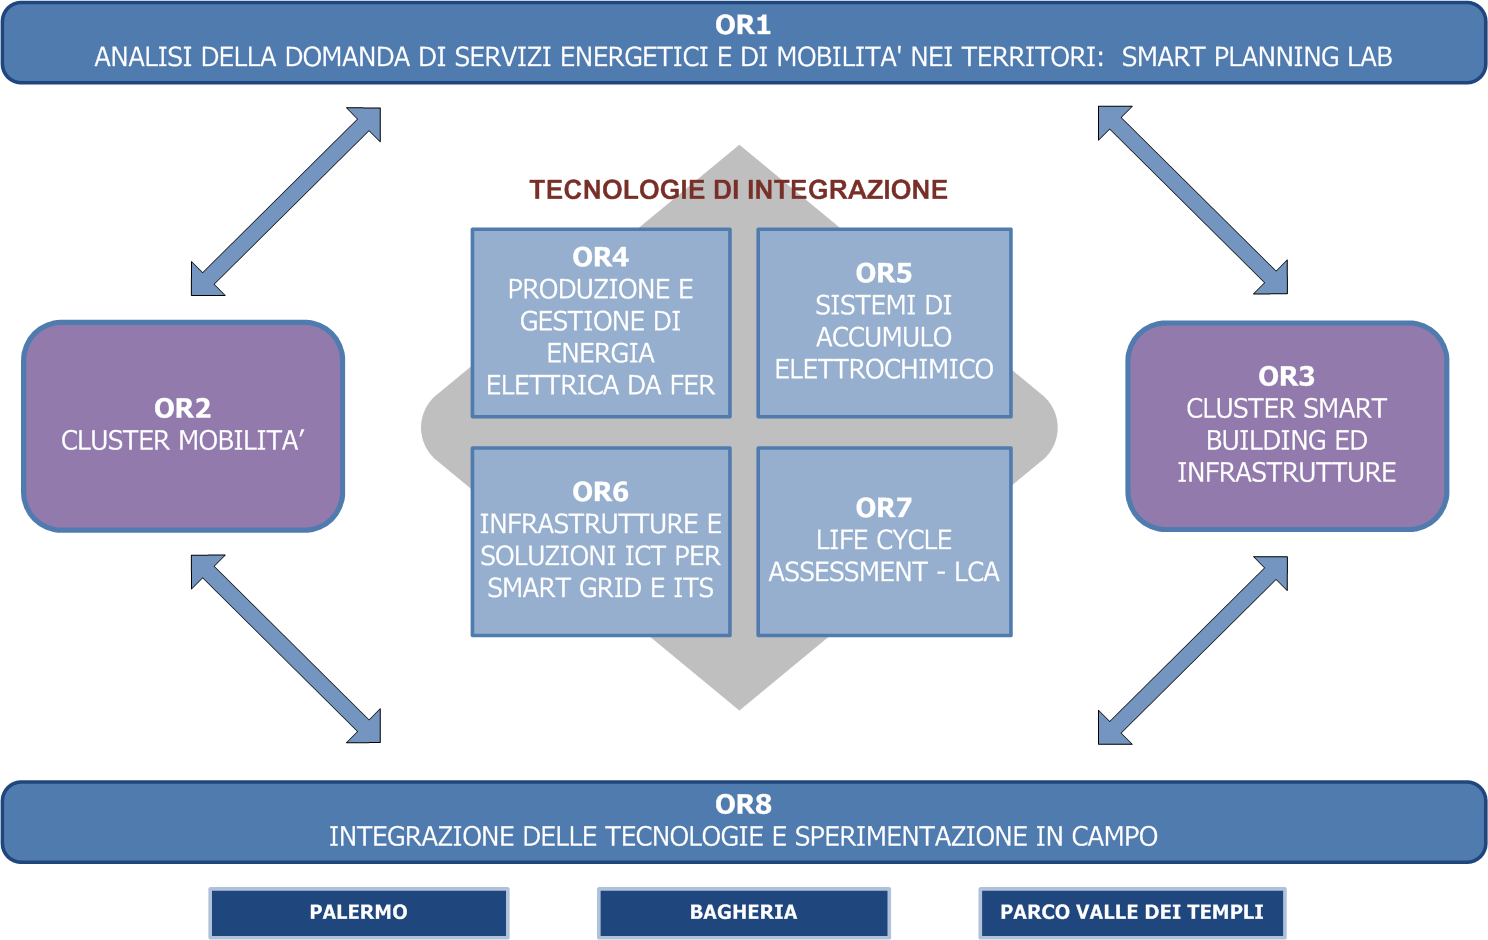 OR1
ANALISI DELLA DOMANDA DI SERVIZI ENERGETICI E DI MOBILITA' NEI TERRITORI:  SMART PLANNING LAB
TECNOLOGIE DI INTEGRAZIONE
OR4
PRODUZIONE E
GESTIONE DI
ENERGIA
ELETTRICA DA FER
OR5
SISTEMI DI
ACCUMULO
ELETTROCHIMICO
OR2
CLUSTER MOBILITA’
OR3
CLUSTER SMART
BUILDING ED
INFRASTRUTTURE
OR6
INFRASTRUTTURE E
SOLUZIONI ICT PER
SMART GRID E ITS
OR7
LIFE CYCLE
ASSESSMENT - LCA
OR8
INTEGRAZIONE DELLE TECNOLOGIE E SPERIMENTAZIONE IN CAMPO
PALERMO
BAGHERIA
PARCO VALLE DEI TEMPLI